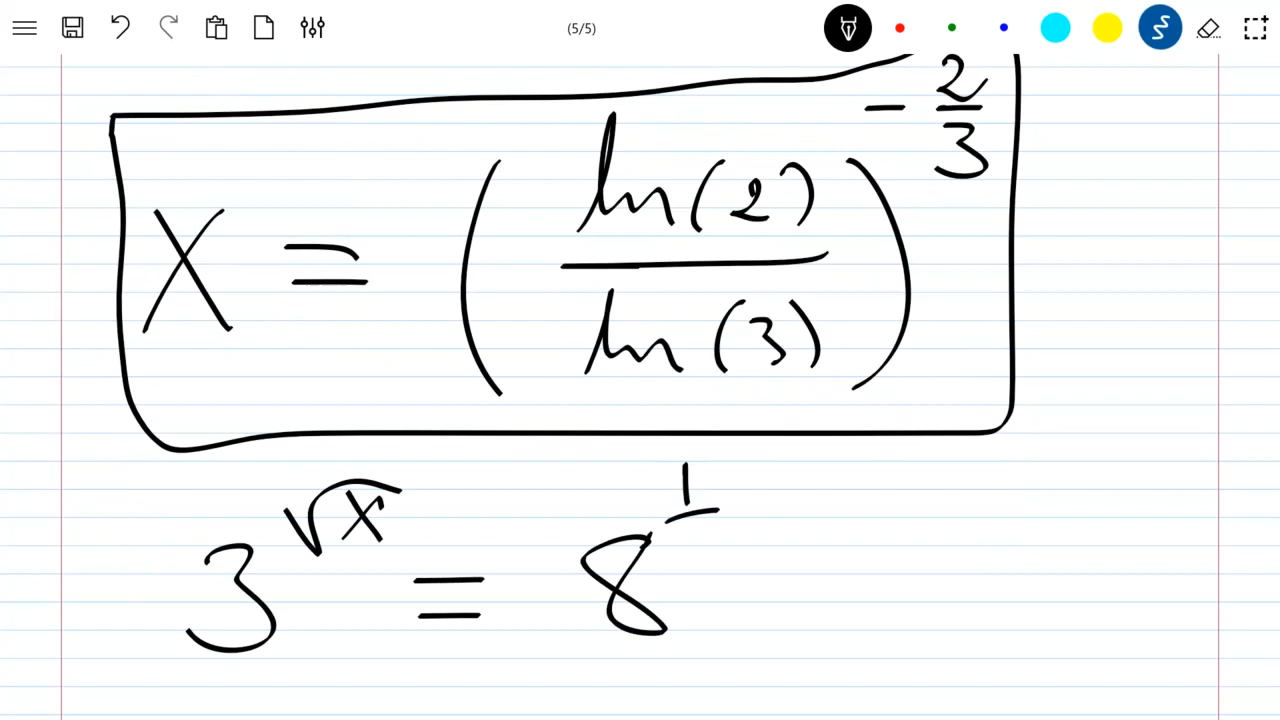 (5/5)
X = ( ln(2) / ln(3) )^(- 2/3)
3^√x = 8^(1/